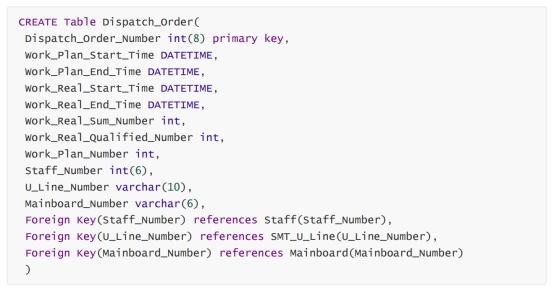 CREATE Table Dispatch_Order(
Dispatch_Order_Number int(8) primary key,
Work_Plan_Start_Time DATETIME,
Work_Plan_End_Time DATETIME,
Work_Real_Start_Time DATETIME,
Work_Real_End_Time DATETIME,
Work_Real_Sum_Number int,
Work_Real_Qualified_Number int,
Work_Plan_Number int,
Staff_Number int(6),
U_Line_Number varchar(10),
Mainboard_Number varchar(6),
Foreign Key(Staff_Number) references Staff(Staff_Number),
Foreign Key(U_Line_Number) references SMT_U_Line(U_Line_Number),
Foreign Key(Mainboard_Number) references Mainboard(Mainboard_Number)
)